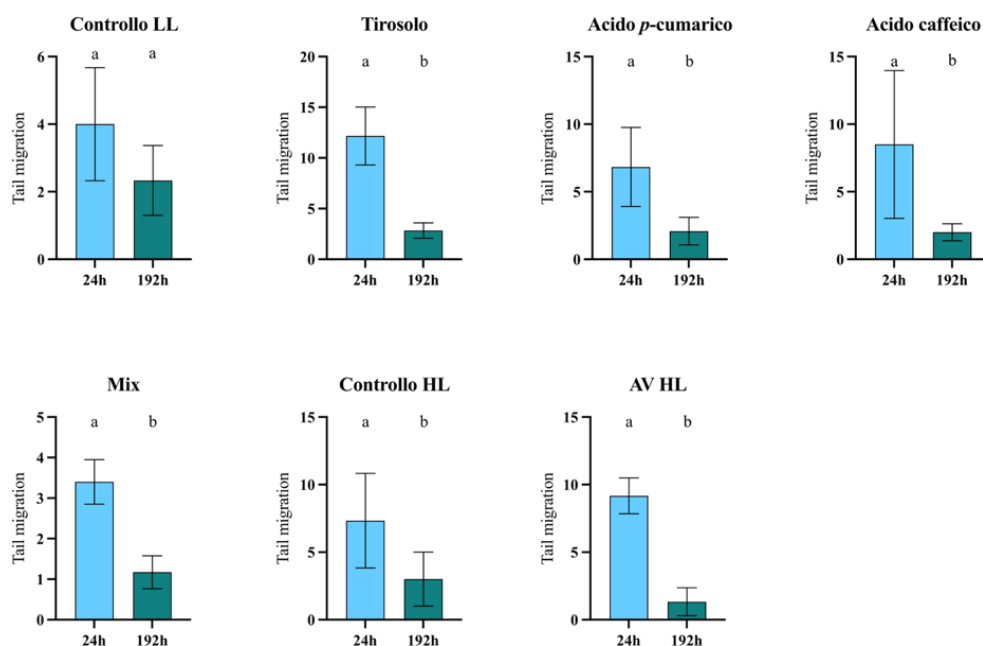 Controllo LL
Tail migration
6
4
2
0
a
a
24h
192h
Tirosolo
Tail migration
20
15
10
5
0
a
b
24h
192h
Acido p-cumarico
Tail migration
15
10
5
0
a
b
24h
192h
Acido caffeico
Tail migration
15
10
5
0
a
b
24h
192h
Mix
Tail migration
5
4
3
2
1
0
a
b
24h
192h
Controllo HL
Tail migration
15
10
5
0
a
b
24h
192h
AV HL
Tail migration
15
10
5
0
a
b
24h
192h